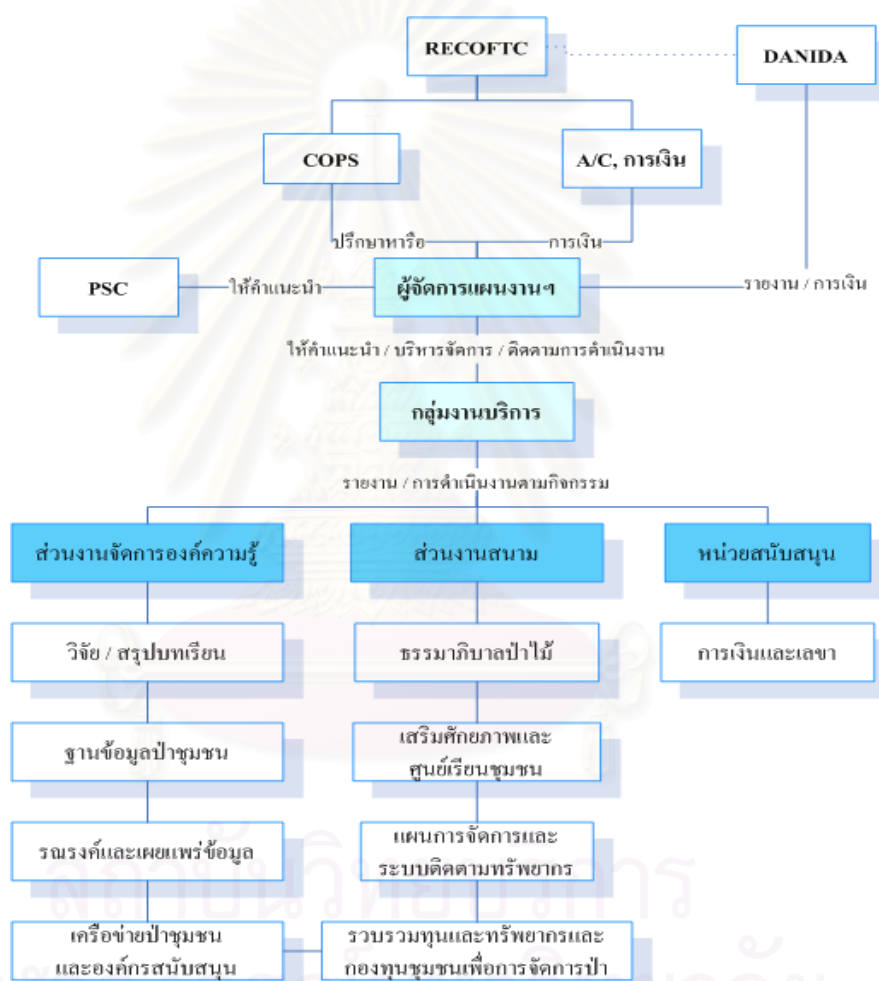 RECOFTC
DANIDA
COPS
A/C, การเงิน
ปรึกษาหารือ
การเงิน
PSC
ให้คำแนะนำ
ผู้จัดการแผนงานฯ
รายงาน / การเงิน
ให้คำแนะนำ / บริหารจัดการ / ติดตามการดำเนินงาน
กลุ่มงานบริการ
รายงาน / การดำเนินงานตามกิจกรรม
ส่วนงานจัดการองค์ความรู้
ส่วนงานสนาม
หน่วยสนับสนุน
วิจัย / สรุปบทเรียน
ธรรมาภิบาลป่าไม้
การเงินและเลขา
ฐานข้อมูลป่าชุมชน
เสริมศักยภาพและ
ศูนย์เรียนชุมชน
รณรงค์และเผยแพร่ข้อมูล
แผนการจัดการและ
ระบบติดตามทรัพยากร
เครือข่ายป่าชุมชน
และองค์กรสนับสนุน
รวบรวมทุนและทรัพยากรและ
กองทุนชุมชนเพื่อการจัดการป่า
สถาบันวิทยบริการ